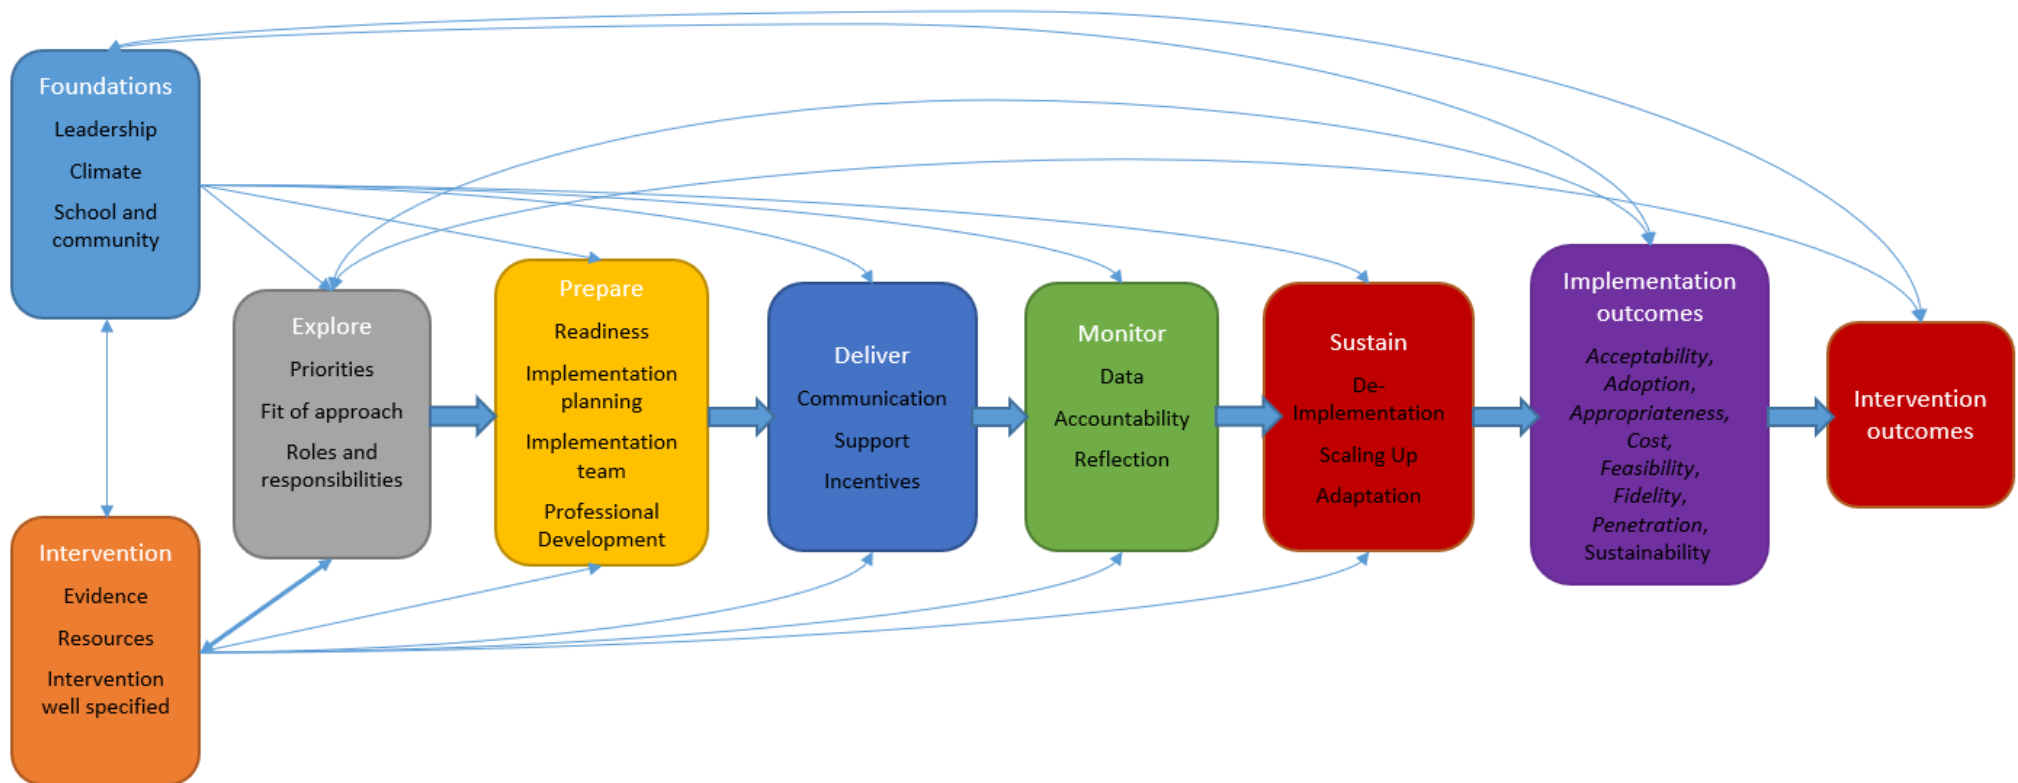 Foundations
Leadership
Climate
School and
community
Intervention
Evidence
Resources
Intervention
well specified
Explore
Priorities
Fit of approach
Roles and
responsibilities
Prepare
Readiness
Implementation
planning
Implementation
team
Professional
Development
Deliver
Communication
Support
Incentives
Monitor
Data
Accountability
Reflection
Sustain
De-
Implementation
Scaling Up
Adaptation
Implementation
outcomes
Acceptability,
Adoption,
Appropriateness,
Cost,
Feasibility,
Fidelity,
Penetration,
Sustainability
Intervention
outcomes